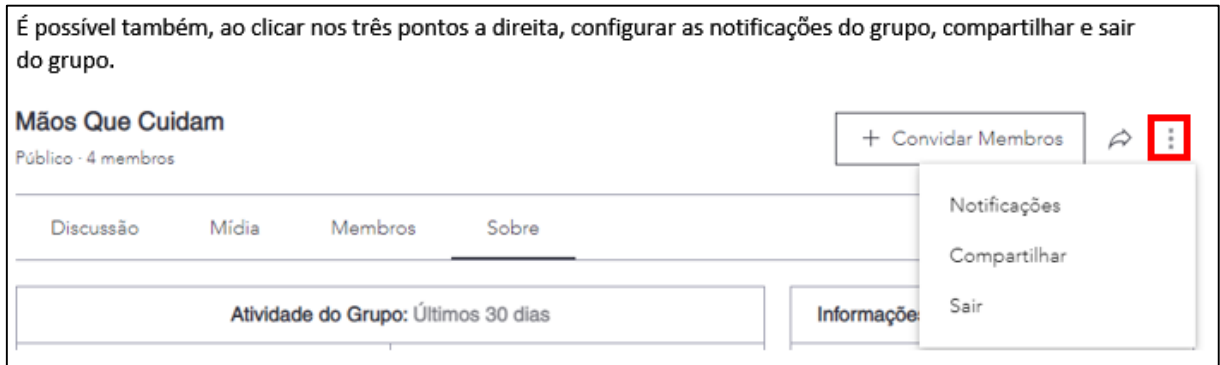 É possível também, ao clicar nos três pontos a direita, configurar as notificações do grupo, compartilhar e sair
do grupo.
Mãos Que Cuidam
+ Convidar Membros
Público · 4 membros
Notificações
Discussão Mídia Membros Sobre
Compartilhar
Sair
Atividade do Grupo: Últimos 30 dias